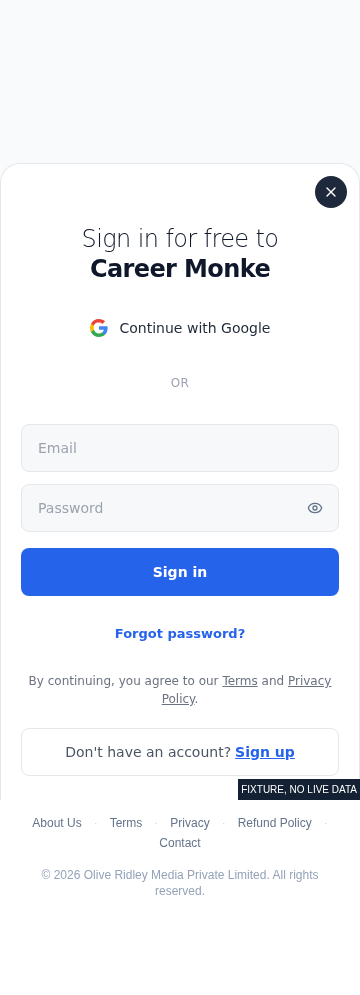 Sign in for free to
Career Monke
Continue with Google
OR
Email
Password
Sign in
Forgot password?
By continuing, you agree to our Terms and Privacy
Policy.
Don't have an account? Sign up
FIXTURE, NO LIVE DATA
About Us · Terms · Privacy · Refund Policy ·
Contact
© 2026 Olive Ridley Media Private Limited. All rights
reserved.